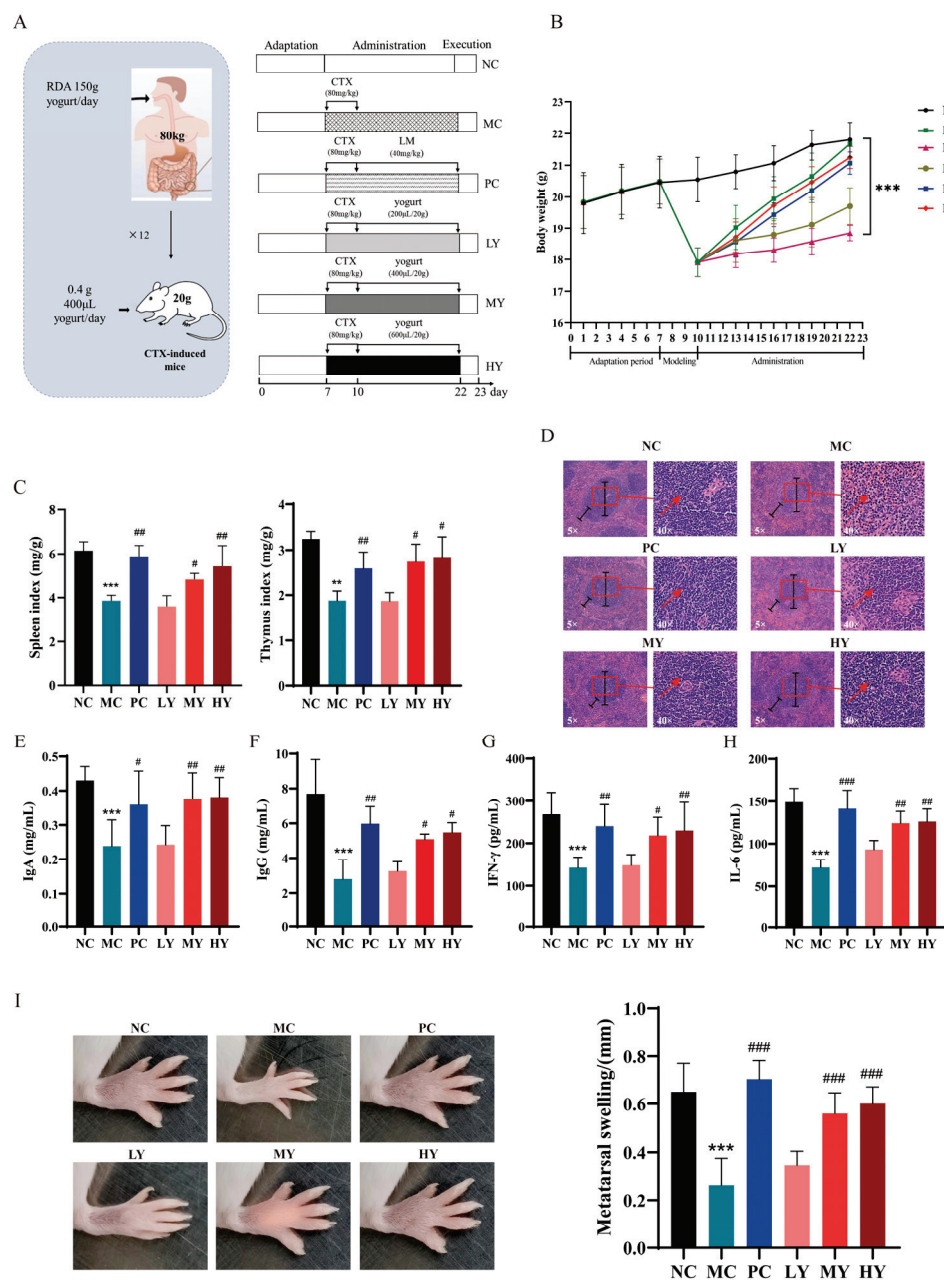 A
RDA 150g
yogurt/day
80kg
×12
0.4 g
400μL
yogurt/day
20g
CTX-induced
mice
Adaptation Administration Execution
NC
CTX
(80mg/kg)
MC
CTX LM
(80mg/kg) (40mg/kg)
PC
CTX yogurt
(80mg/kg) (200μL/20g)
LY
CTX yogurt
(80mg/kg) (400μL/20g)
MY
CTX yogurt
(80mg/kg) (600μL/20g)
HY
0 7 10 22 23 day
B
Body weight (g)
22
21
20
19
18
17
16
***
0 1 2 3 4 5 6 7 8 9 10 11 12 13 14 15 16 17 18 19 20 21 22 23
Adaptation period Modeling Administration
C
Spleen index (mg/g)
8
6
4
2
0
***
##
#
##
NC MC PC LY MY HY
Thymus index (mg/g)
4
3
2
1
0
**
##
#
#
NC MC PC LY MY HY
D
NC MC
5× 40× 5× 40×
PC LY
5× 40× 5× 40×
MY HY
5× 40× 5× 40×
E
IgA (mg/mL)
0.5
0.4
0.3
0.2
0.1
0.0
***
#
##
##
NC MC PC LY MY HY
F
IgG (mg/mL)
10
8
6
4
2
0
***
##
#
#
NC MC PC LY MY HY
G
IFN-γ (pg/mL)
400
300
200
100
0
***
##
#
##
NC MC PC LY MY HY
H
IL-6 (pg/mL)
200
150
100
50
0
***
###
##
##
NC MC PC LY MY HY
I
NC MC PC
LY MY HY
Metatarsal swelling/(mm)
1.0
0.8
0.6
0.4
0.2
0.0
***
###
###
###
NC MC PC LY MY HY